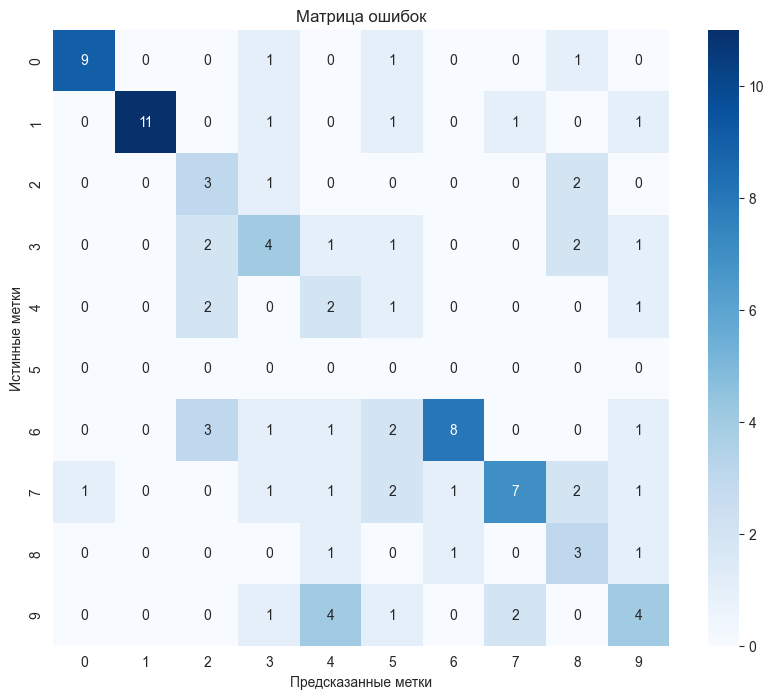 Матрица ошибок
0 9 0 0 1 0 1 0 0 1 0
1 0 11 0 1 0 1 0 1 0 1
2 0 0 3 1 0 0 0 0 2 0
3 0 0 2 4 1 1 0 0 2 1
4 0 0 2 0 2 1 0 0 0 1
5 0 0 0 0 0 0 0 0 0 0
6 0 0 3 1 1 2 8 0 0 1
7 1 0 0 1 1 2 1 7 2 1
8 0 0 0 0 1 0 1 0 3 1
9 0 0 0 1 4 1 0 2 0 4
0 1 2 3 4 5 6 7 8 9
Предсказанные метки
Истинные метки
10
8
6
4
2
0